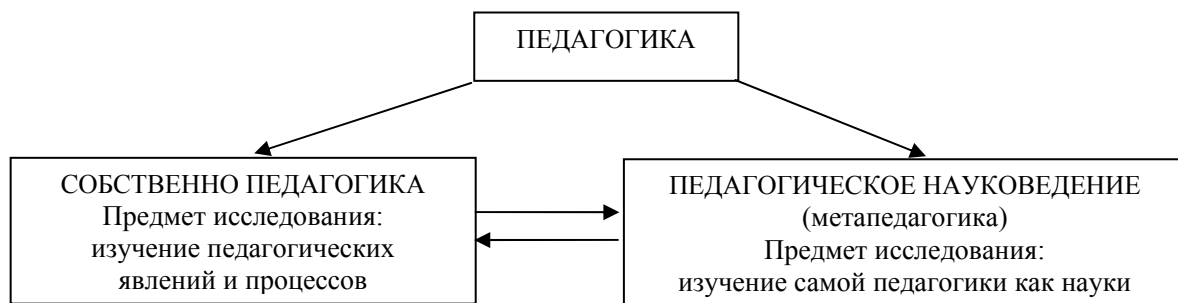 ПЕДАГОГИКА
СОБСТВЕННО ПЕДАГОГИКА
Предмет исследования:
изучение педагогических
явлений и процессов
ПЕДАГОГИЧЕСКОЕ НАУКОВЕДЕНИЕ
(метапедагогика)
Предмет исследования:
изучение самой педагогики как науки